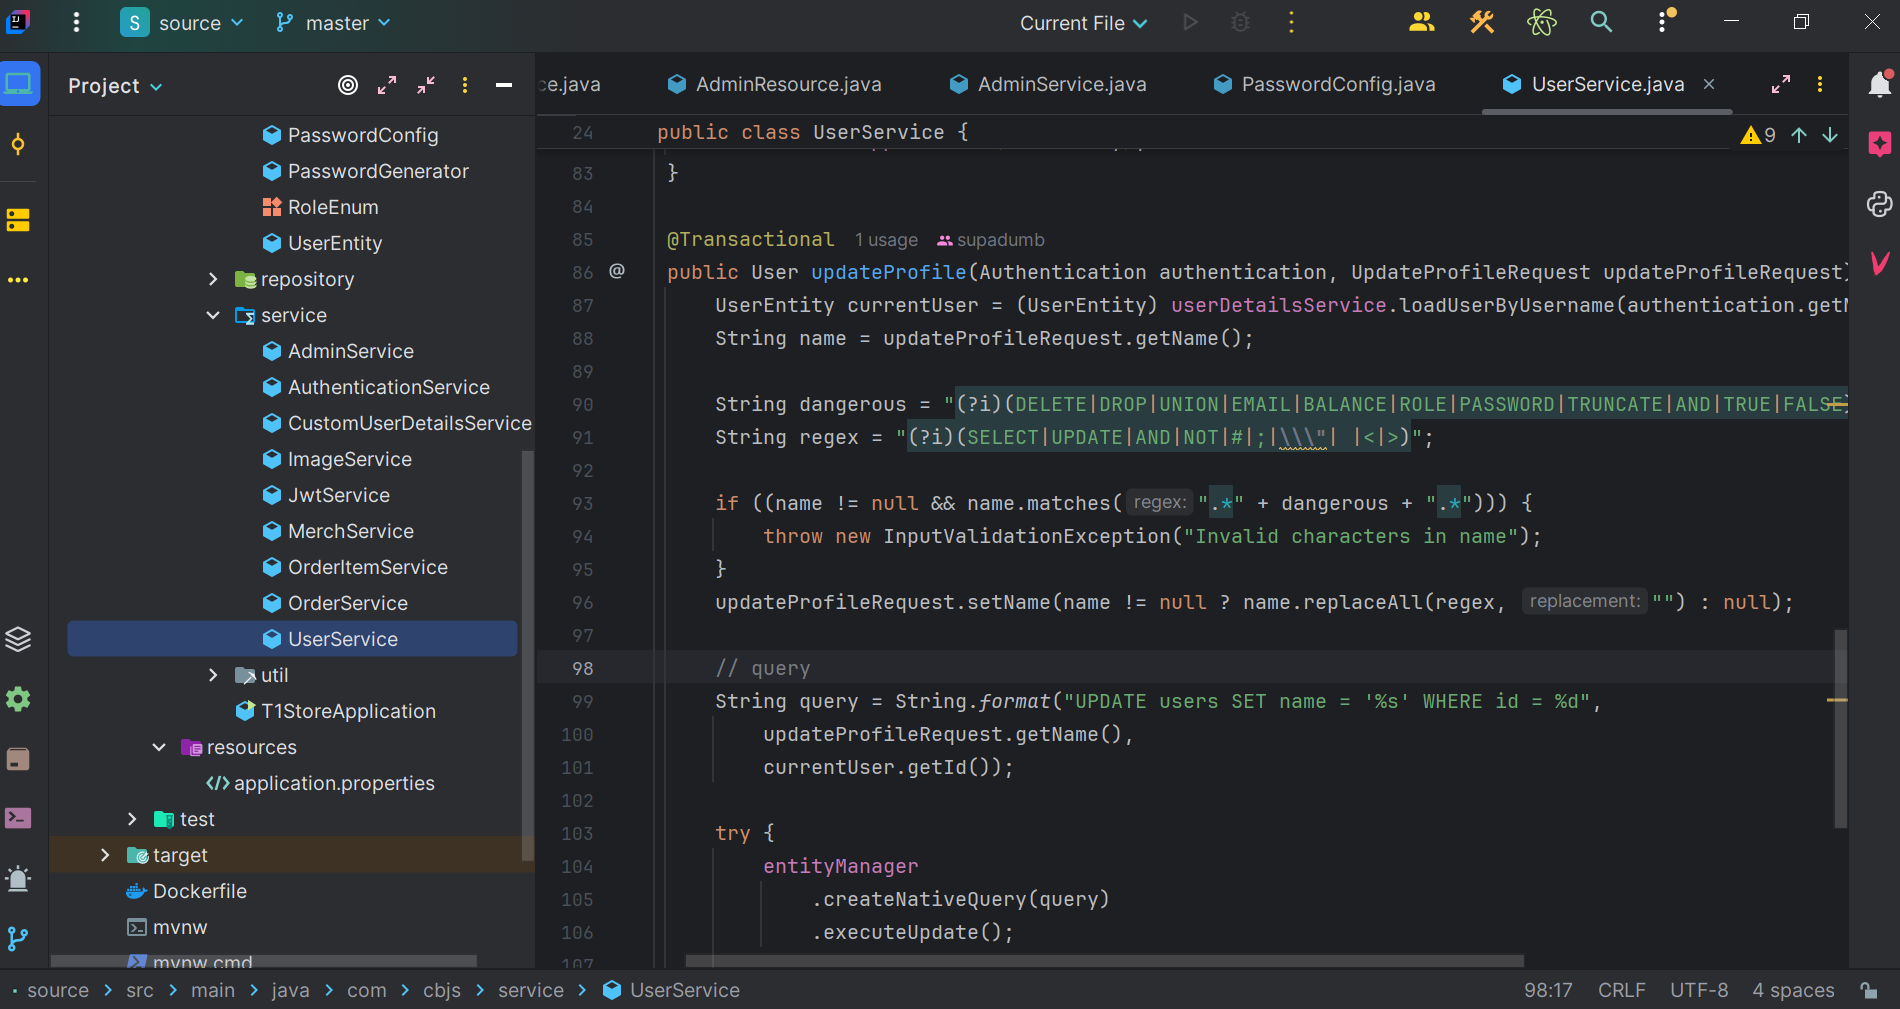 S source master Current File
Project
ce.java AdminResource.java AdminService.java PasswordConfig.java UserService.java
PasswordConfig
PasswordGenerator
RoleEnum
UserEntity
repository
service
AdminService
AuthenticationService
CustomUserDetailsService
ImageService
JwtService
MerchService
OrderItemService
OrderService
UserService
util
T1StoreApplication
resources
application.properties
test
target
Dockerfile
mvnw
mvnw.cmd
24 public class UserService { 9
83 }
84
85 @Transactional 1 usage supadumb
86 @ public User updateProfile(Authentication authentication, UpdateProfileRequest updateProfileRequest)
87 UserEntity currentUser = (UserEntity) userDetailsService.loadUserByUsername(authentication.getN
88 String name = updateProfileRequest.getName();
89
90 String dangerous = "(?i)(DELETE|DROP|UNION|EMAIL|BALANCE|ROLE|PASSWORD|TRUNCATE|AND|TRUE|FALSE)
91 String regex = "(?i)(SELECT|UPDATE|AND|NOT|#|;|\\\"| |<|>)";
92
93 if ((name != null && name.matches( regex: ".*" + dangerous + ".*"))) {
94 throw new InputValidationException("Invalid characters in name");
95 }
96 updateProfileRequest.setName(name != null ? name.replaceAll(regex, replacement: "") : null);
97
98 // query
99 String query = String.format("UPDATE users SET name = '%s' WHERE id = %d",
100 updateProfileRequest.getName(),
101 currentUser.getId());
102
103 try {
104 entityManager
105 .createNativeQuery(query)
106 .executeUpdate();
107
source > src > main > java > com > cbjs > service > UserService 98:17 CRLF UTF-8 4 spaces